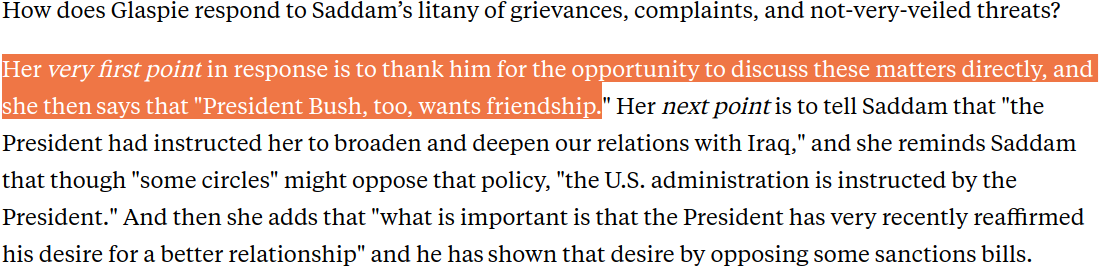 How does Glaspie respond to Saddam’s litany of grievances, complaints, and not-very-veiled threats?
Her very first point in response is to thank him for the opportunity to discuss these matters directly, and
she then says that "President Bush, too, wants friendship." Her next point is to tell Saddam that "the
President had instructed her to broaden and deepen our relations with Iraq," and she reminds Saddam
that though "some circles" might oppose that policy, "the U.S. administration is instructed by the
President." And then she adds that "what is important is that the President has very recently reaffirmed
his desire for a better relationship" and he has shown that desire by opposing some sanctions bills.